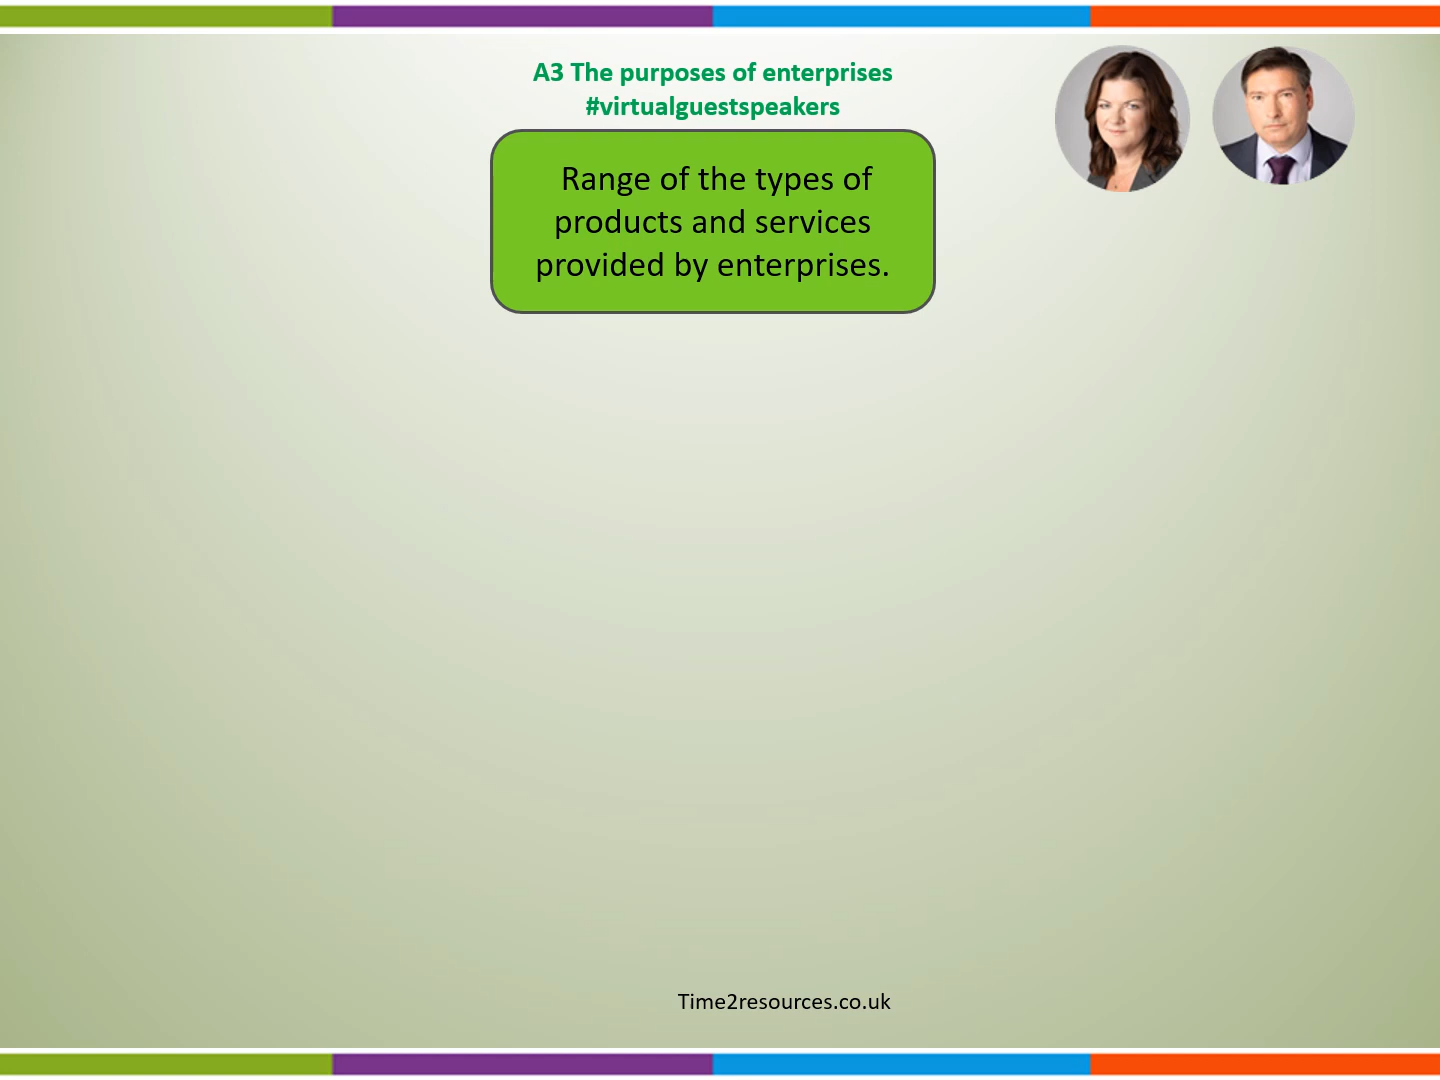 A3 The purposes of enterprises
#virtualguestspeakers
Range of the types of
products and services
provided by enterprises.
Time2resources.co.uk